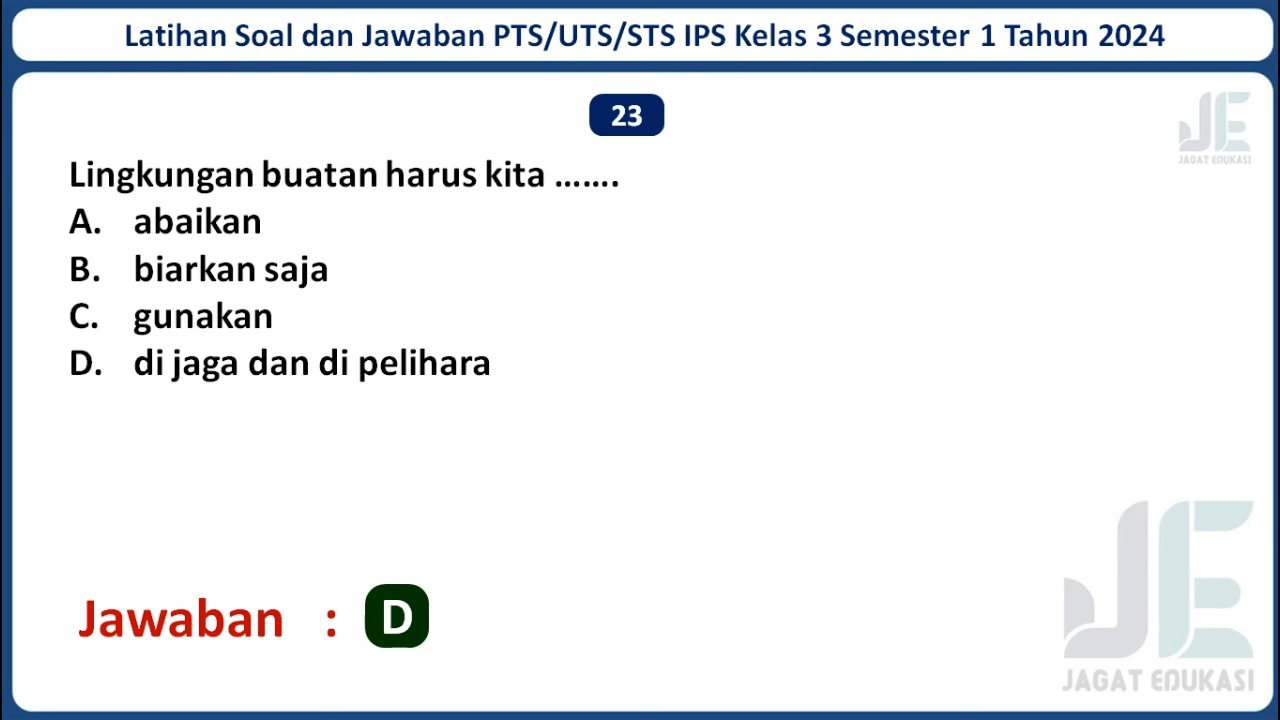 Latihan Soal dan Jawaban PTS/UTS/STS IPS Kelas 3 Semester 1 Tahun 2024
23
JE
JAGAT EDUKASI
Lingkungan buatan harus kita .......
A. abaikan
B. biarkan saja
C. gunakan
D. di jaga dan di pelihara
Jawaban : D
JE
JAGAT EDUKASI